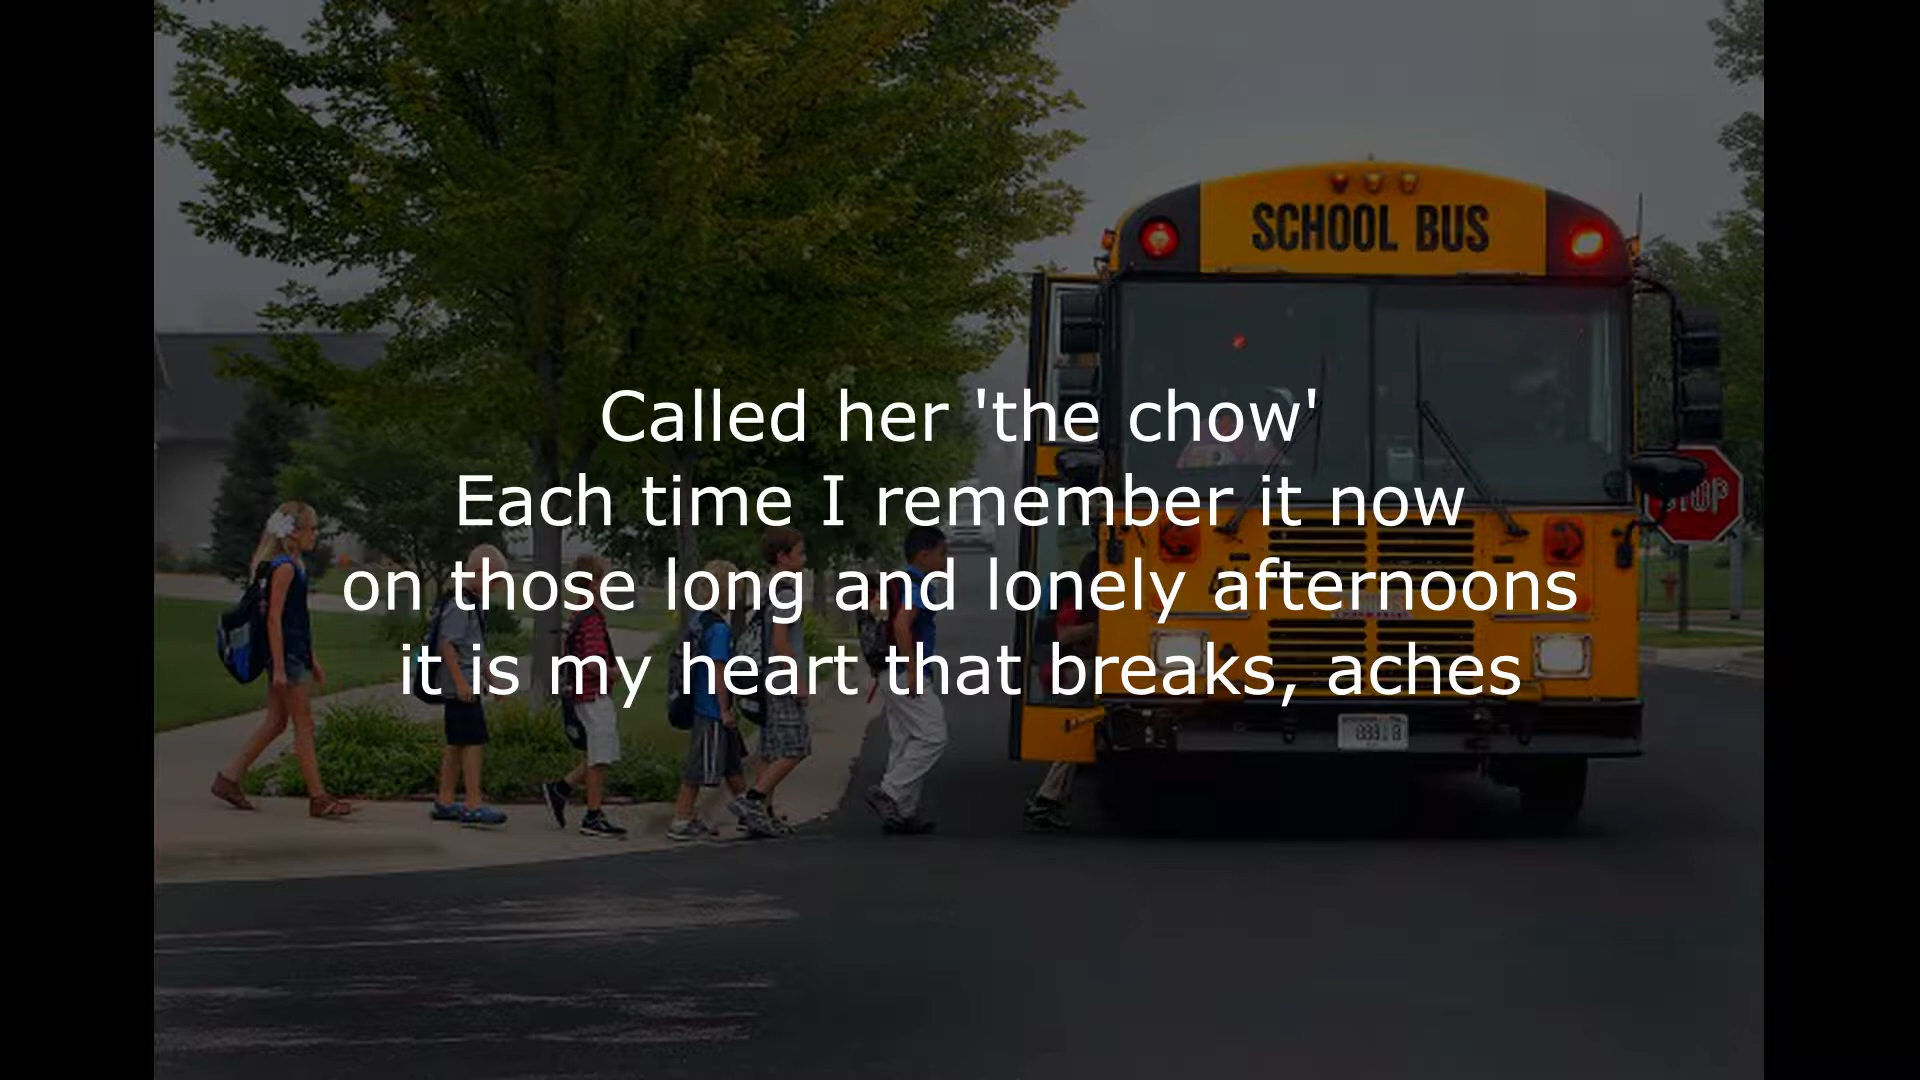 SCHOOL BUS
Called her 'the chow'
Each time I remember it now
on those long and lonely afternoons
it is my heart that breaks, aches
STOP